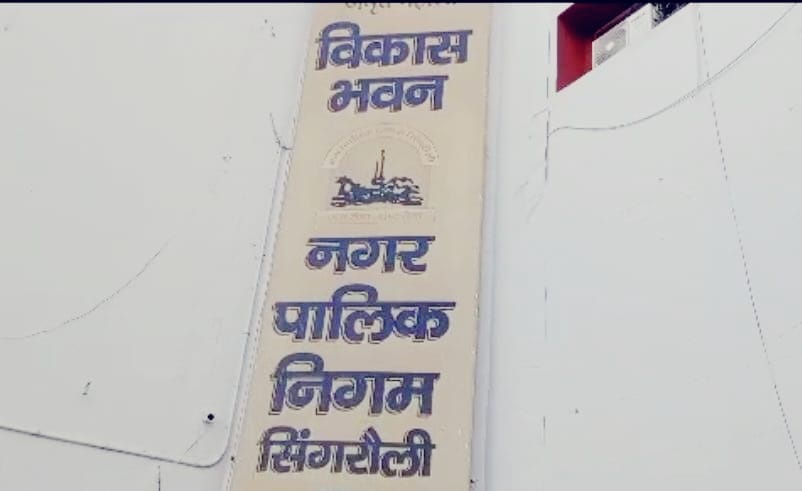 विकास
भवन
नगर
पालिक
निगम
सिंगरौली